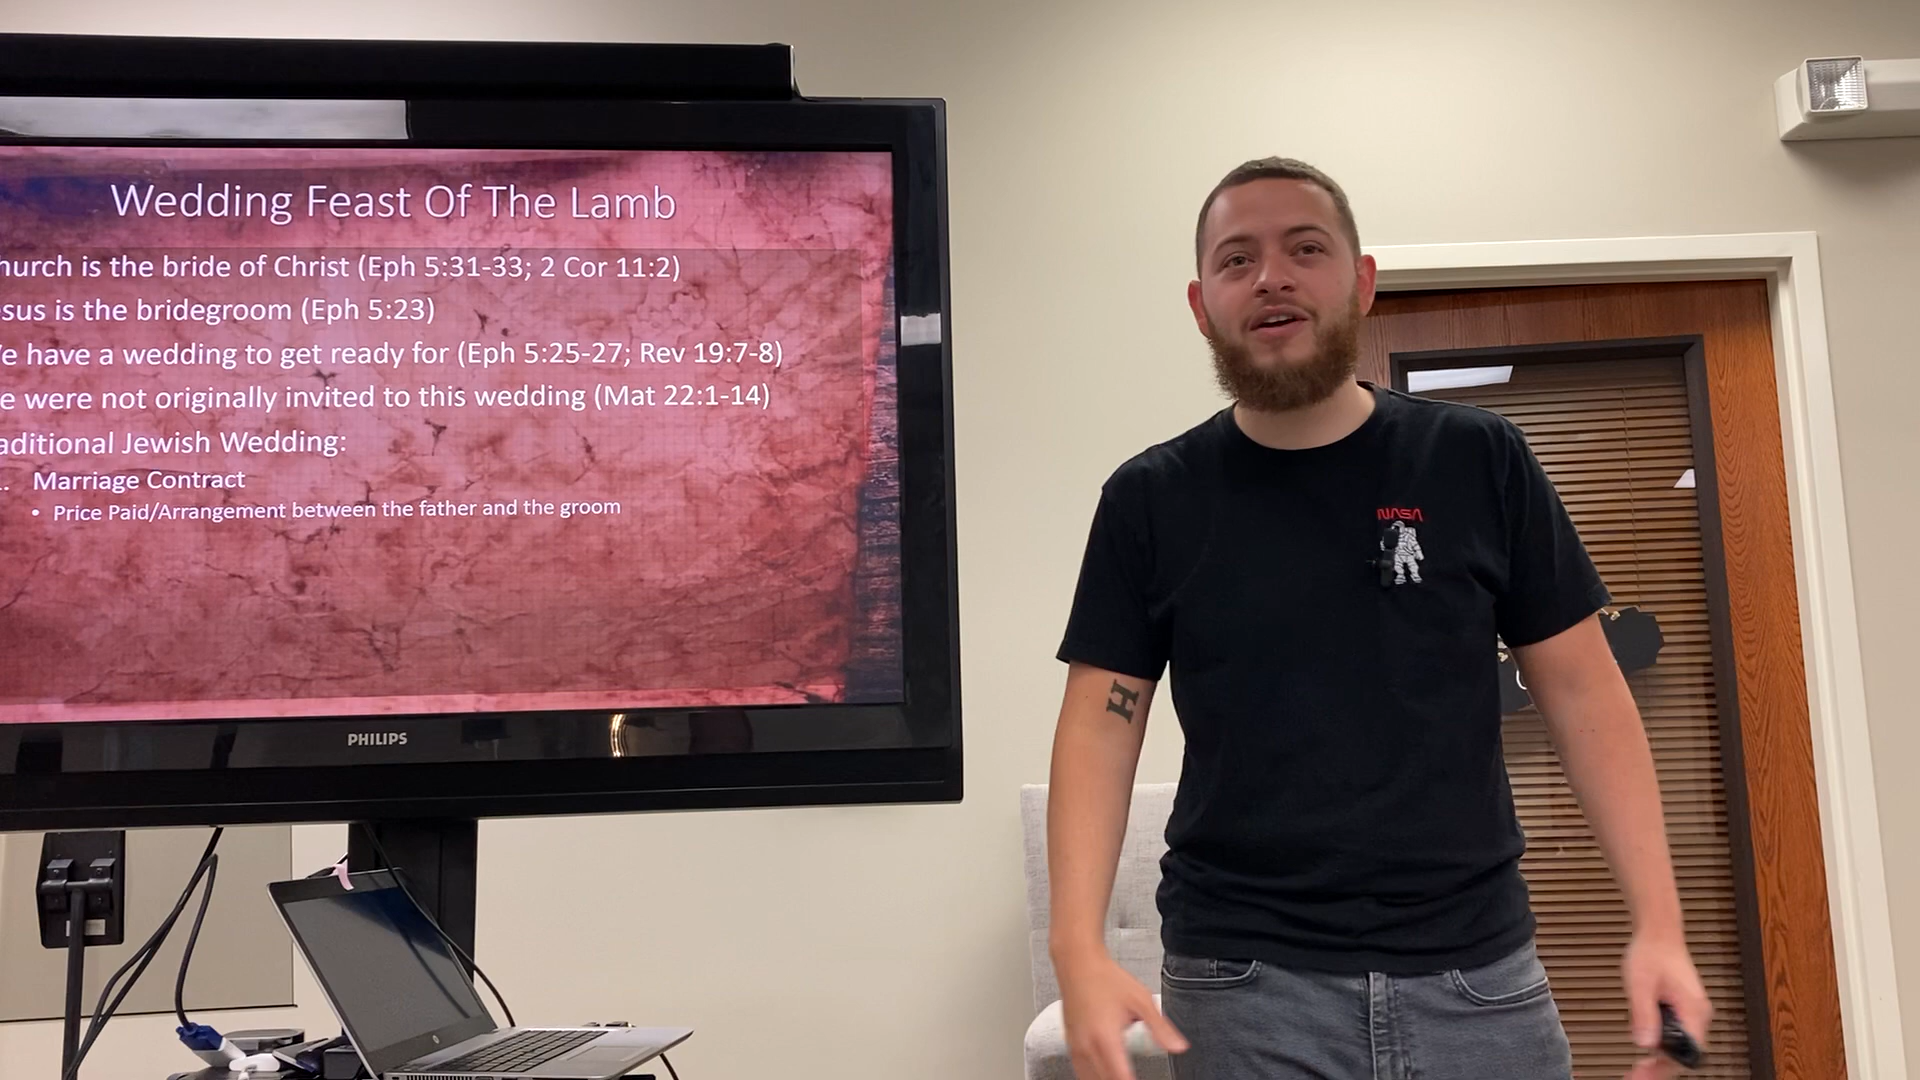 Wedding Feast Of The Lamb
hurch is the bride of Christ (Eph 5:31-33; 2 Cor 11:2)
esus is the bridegroom (Eph 5:23)
e have a wedding to get ready for (Eph 5:25-27; Rev 19:7-8)
e were not originally invited to this wedding (Mat 22:1-14)
aditional Jewish Wedding:
. Marriage Contract
• Price Paid/Arrangement between the father and the groom
PHILIPS
NASA
H